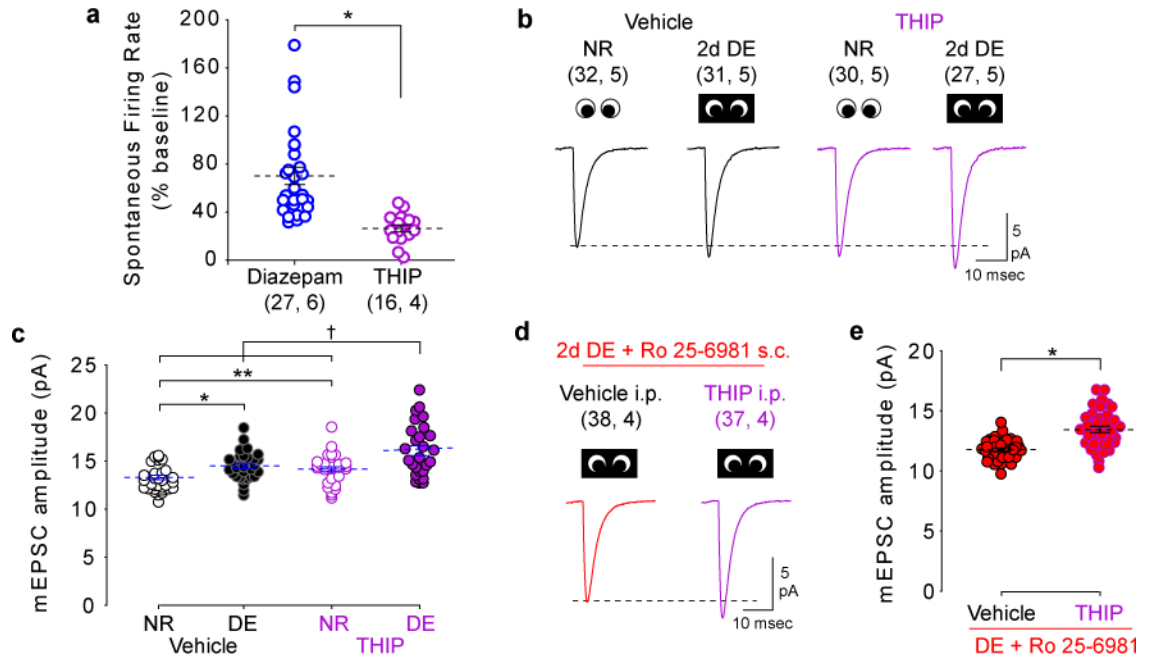 a
*
Spontaneous Firing Rate
(% baseline)
200
160
120
80
40
0
Diazepam
(27, 6)
THIP
(16, 4)
b
Vehicle
THIP
NR
(32, 5)
2d DE
(31, 5)
NR
(30, 5)
2d DE
(27, 5)
5
pA
10 msec
c
†
**
*
mEPSC amplitude (pA)
25
20
15
10
5
0
NR
DE
NR
DE
Vehicle
THIP
d
2d DE + Ro 25-6981 s.c.
Vehicle i.p.
(38, 4)
THIP i.p.
(37, 4)
5
pA
10 msec
e
*
mEPSC amplitude (pA)
20
15
10
5
0
Vehicle
THIP
DE + Ro 25-6981